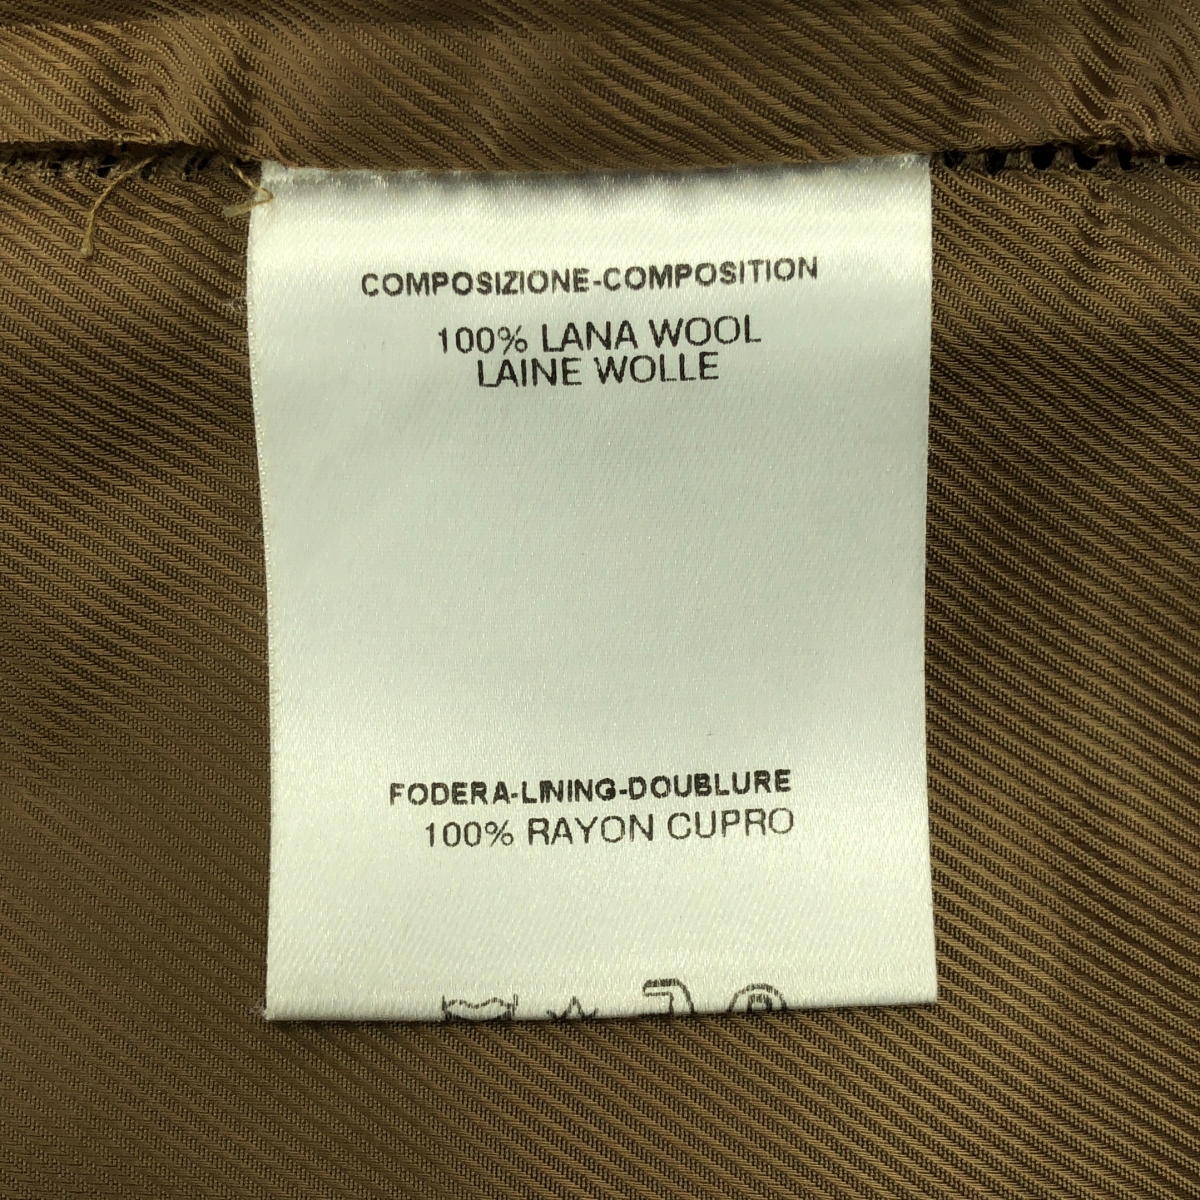 COMPOSIZIONE-COMPOSITION
100% LANA WOOL
LAINE WOLLE
FODERA-LINING-DOUBLURE
100% RAYON CUPRO